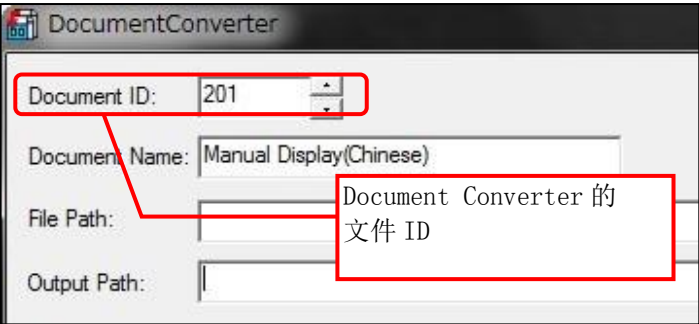 DocumentConverter
Document ID: 201
Document Name: Manual Display(Chinese)
File Path:
Document Converter 的
文件 ID
Output Path: